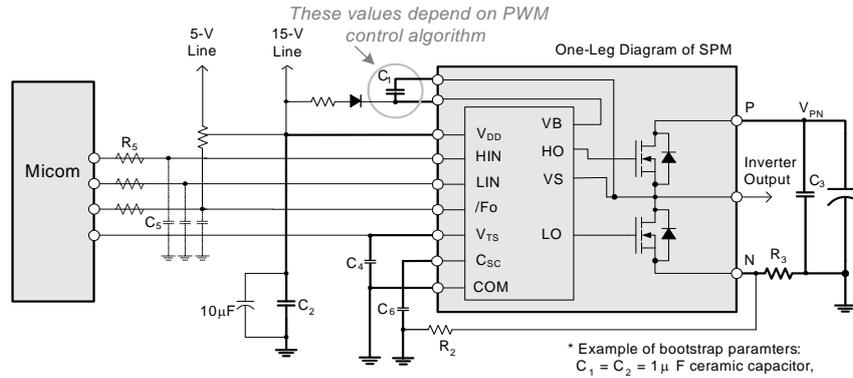 These values depend on PWM
control algorithm
5-V
Line
15-V
Line
One-Leg Diagram of SPM
C1
P
VPN
VB
VDD
R5
HO
Micom
HIN
VS
Inverter
Output
LIN
C3
/Fo
C5
VTS
LO
C4
CSC
N
R3
COM
10μF
C2
C6
R2
* Example of bootstrap paramters:
C1 = C2 = 1μ F ceramic capacitor,